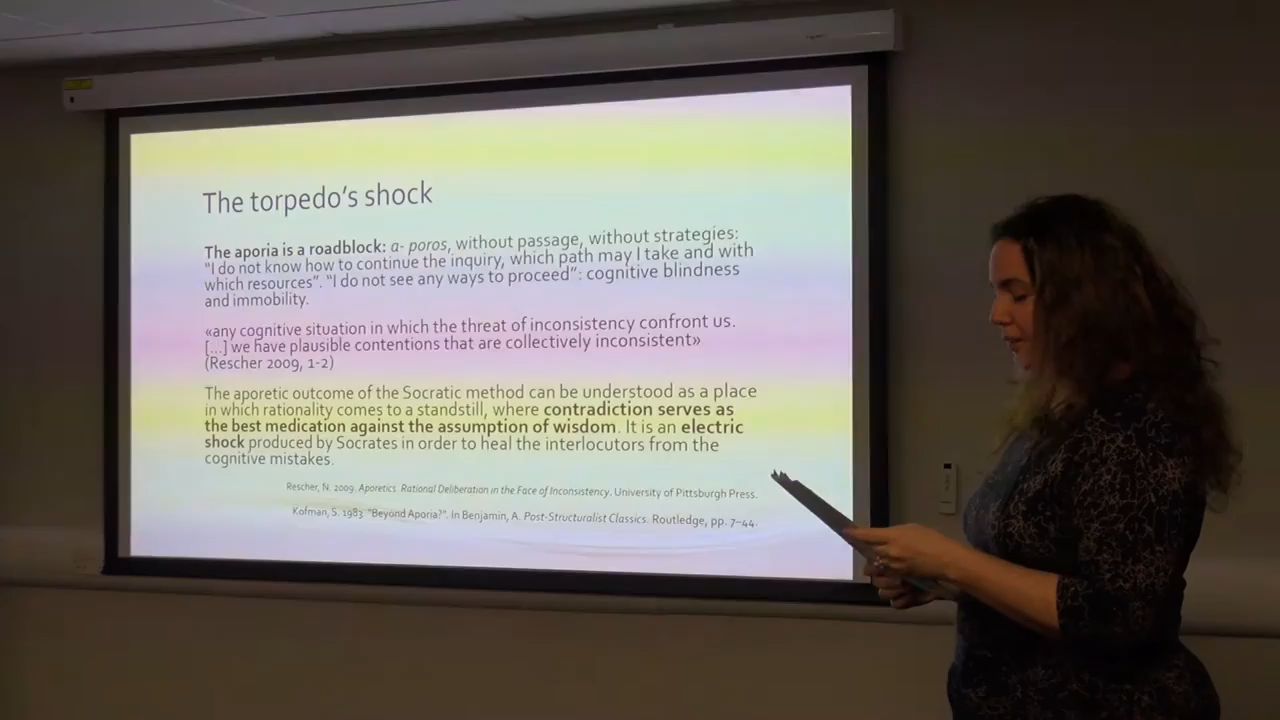 The torpedo's shock
The aporia is a roadblock: a- poros, without passage, without strategies:
"I do not know how to continue the inquiry, which path may I take and with
which resources". "I do not see any ways to proceed": cognitive blindness
and immobility.
«any cognitive situation in which the threat of inconsistency confront us.
[...] we have plausible contentions that are collectively inconsistent»
(Rescher 2009, 1-2)
The aporetic outcome of the Socratic method can be understood as a place
in which rationality comes to a standstill, where contradiction serves as
the best medication against the assumption of wisdom. It is an electric
shock produced by Socrates in order to heal the interlocutors from the
cognitive mistakes.
Rescher, N. 2009. Aporetics. Rational Deliberation in the Face of Inconsistency. University of Pittsburgh Press.
Kofman, S. 1983. "Beyond Aporia?". In Benjamin, A. Post-Structuralist Classics. Routledge, pp. 7–44.